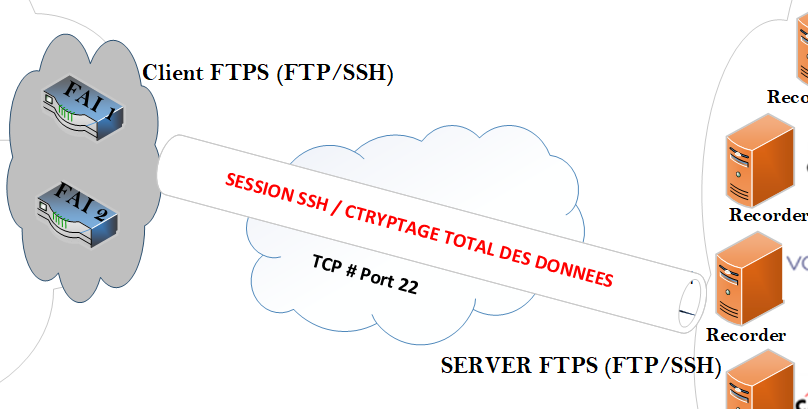 Client FTPS (FTP/SSH)
FAI 1
FAI 2
SESSION SSH / CTRYPTAGE TOTAL DES DONNEES
TCP # Port 22
SERVER FTPS (FTP/SSH)
Reco
Recorder
Recorder